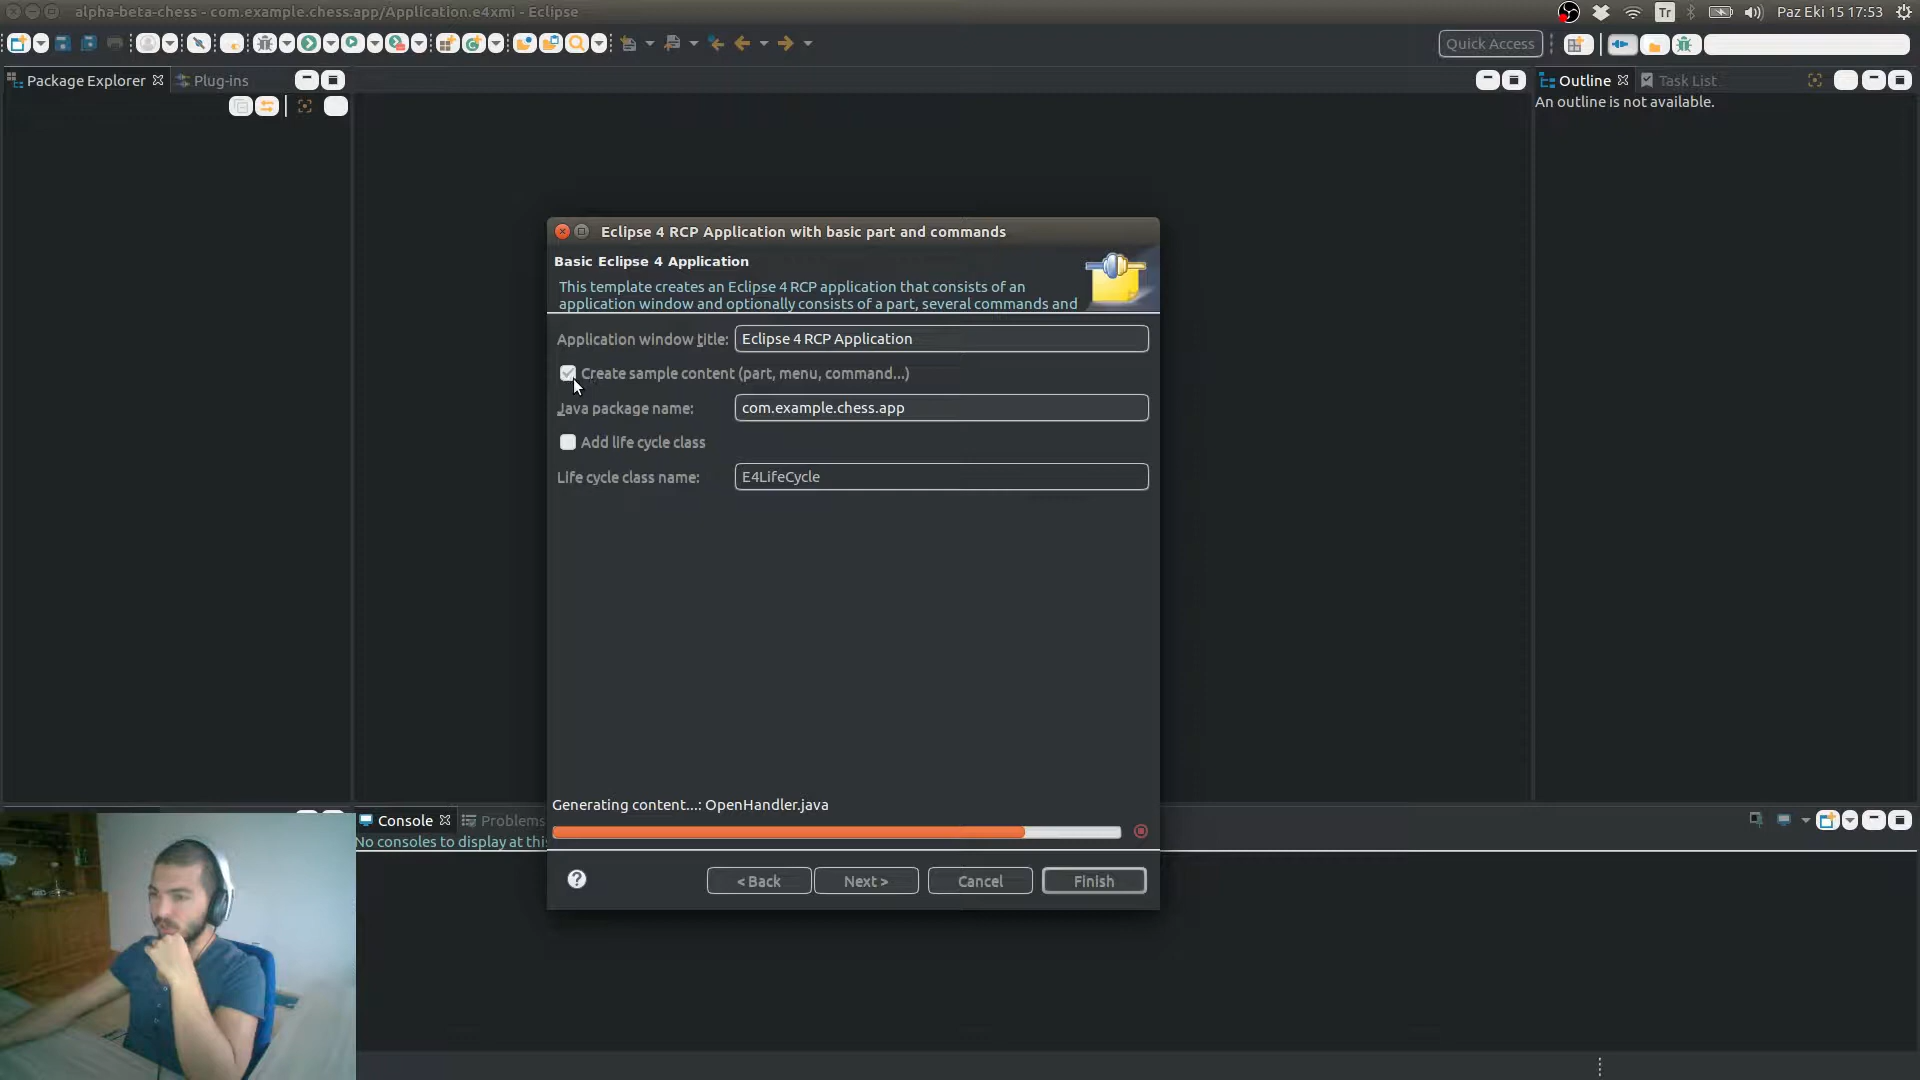 alpha-beta-chess - com.example.chess.app/Application.e4xmi - Eclipse
Tr
Paz Eki 15 17:53
Quick Access
Package Explorer
Plug-ins
Outline
Task List
An outline is not available.
Eclipse 4 RCP Application with basic part and commands
Basic Eclipse 4 Application
This template creates an Eclipse 4 RCP application that consists of an
application window and optionally consists of a part, several commands and
Application window title:
Eclipse 4 RCP Application
Create sample content (part, menu, command...)
Java package name:
com.example.chess.app
Add life cycle class
Life cycle class name:
E4LifeCycle
Generating content...: OpenHandler.java
Console
Problems
No consoles to display at this
< Back
Next >
Cancel
Finish